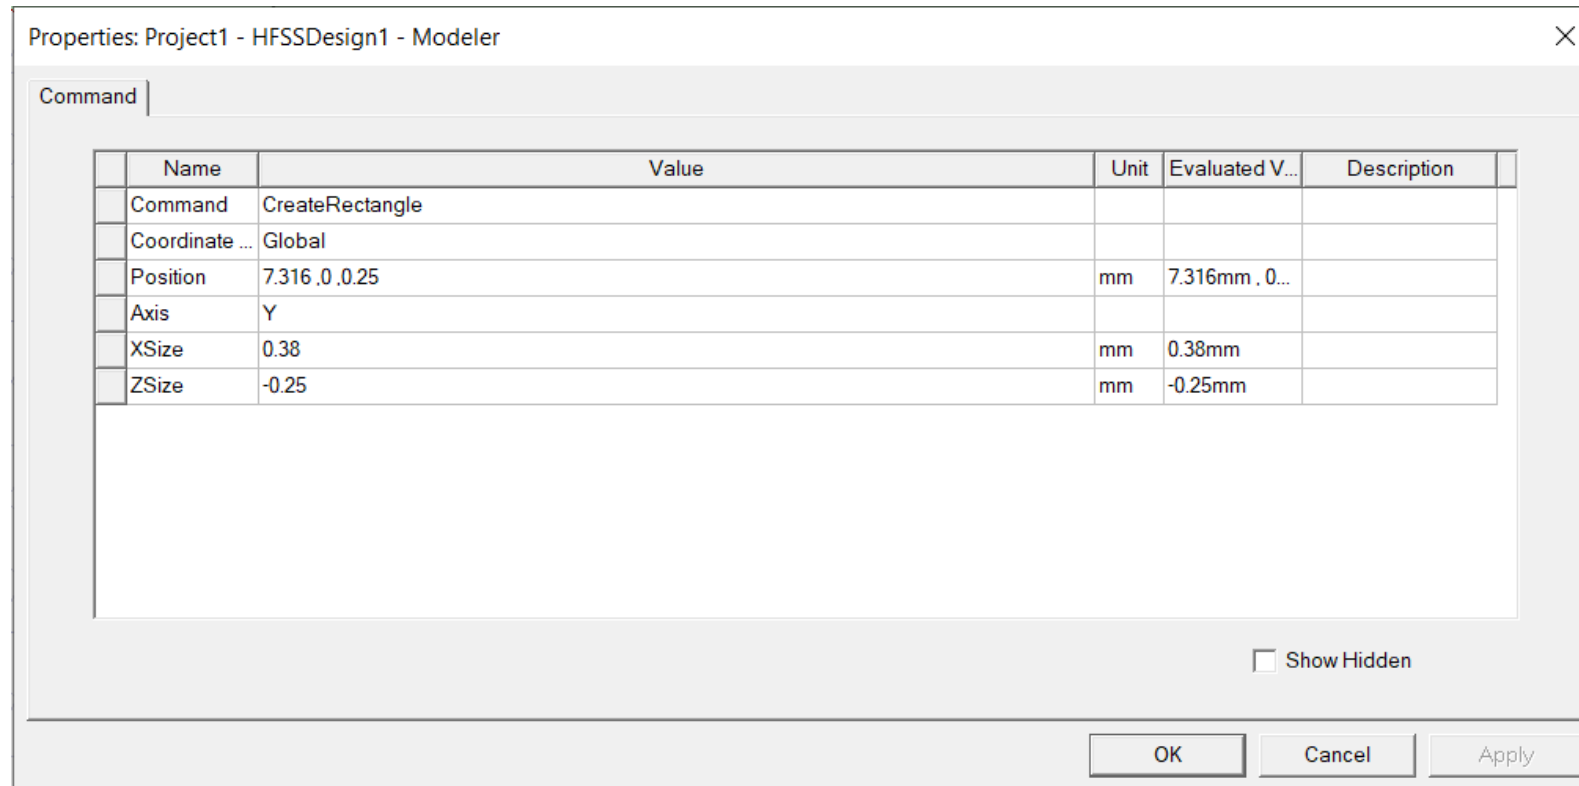 Properties: Project1 - HFSSDesign1 - Modeler
Command
Name Value Unit Evaluated V... Description
Command CreateRectangle
Coordinate ... Global
Position 7.316 ,0 ,0.25 mm 7.316mm , 0...
Axis Y
XSize 0.38 mm 0.38mm
ZSize -0.25 mm -0.25mm
Show Hidden
OK Cancel Apply